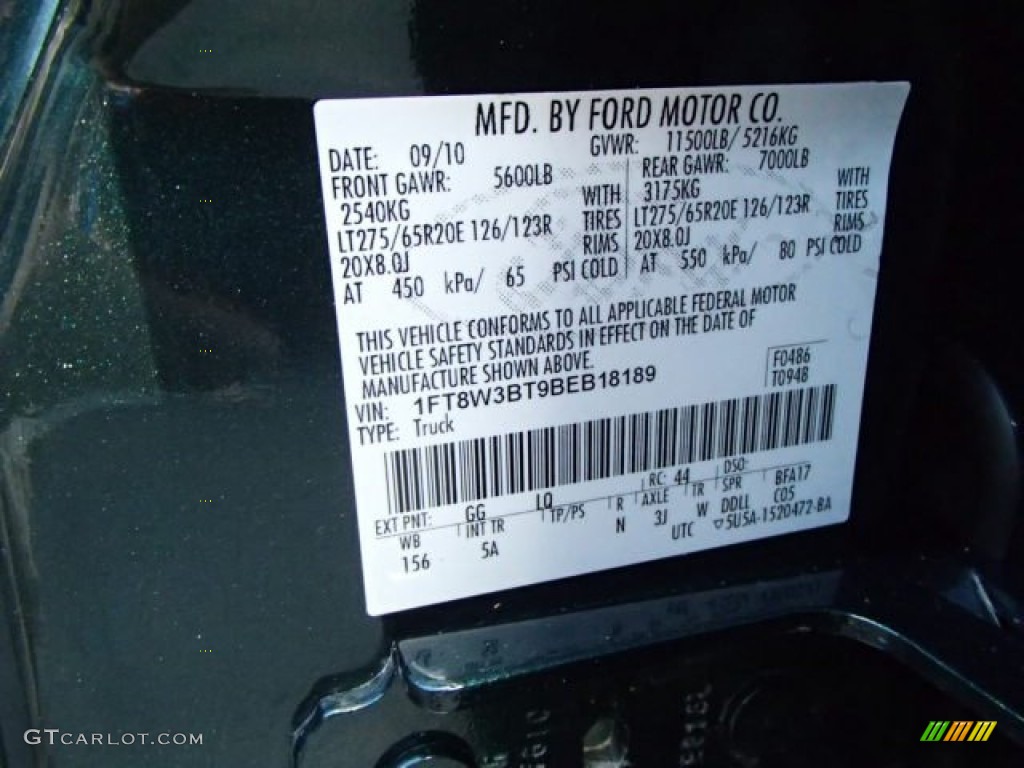 MFD. BY FORD MOTOR CO.
DATE: 09/10 GVWR: 11500LB/ 5216KG
FRONT GAWR: 5600LB REAR GAWR: 7000LB
2540KG WITH 3175KG WITH
LT275/65R20E 126/123R TIRES LT275/65R20E 126/123R TIRES
20X8.0J RIMS 20X8.0J RIMS
AT 450 kPa/ 65 PSI COLD AT 550 kPa/ 80 PSI COLD
THIS VEHICLE CONFORMS TO ALL APPLICABLE FEDERAL MOTOR
VEHICLE SAFETY STANDARDS IN EFFECT ON THE DATE OF
MANUFACTURE SHOWN ABOVE.
VIN: 1FT8W3BT9BEB18189 F0486
TYPE: Truck T0948
EXT PNT: GG LQ RC: 44 DSO:
WB INT TR TP/PS R AXLE TR SPR BFA17
156 5A N 3J W DDLL C05
UTC ▽5U5A-1520472-BA
GTCARLOT.COM